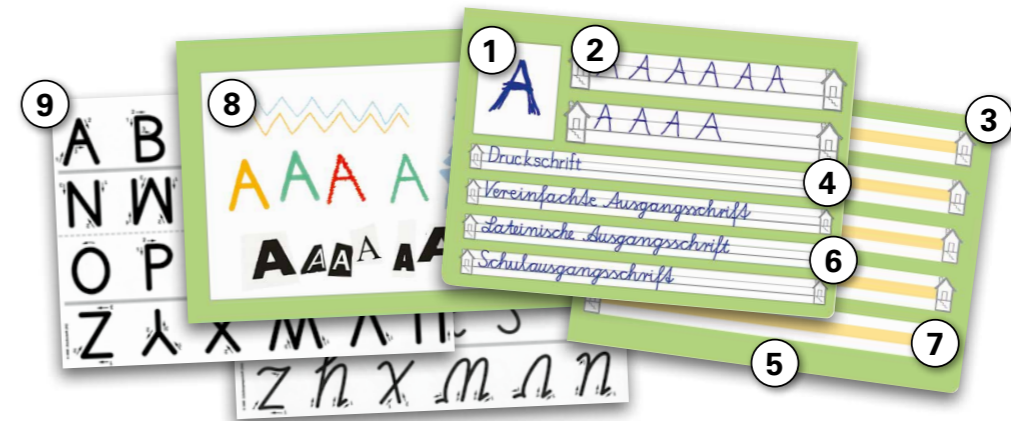 1
2
A A A A A A
A
A A A A
3
Druckschrift
4
Vereinfachte Ausgangsschrift
Lateinische Ausgangsschrift
6
Schulausgangsschrift
7
5
8
A A A A
A A A A A A
9
A B
N M
O P
Z Y X W V U
Z Y X W V U